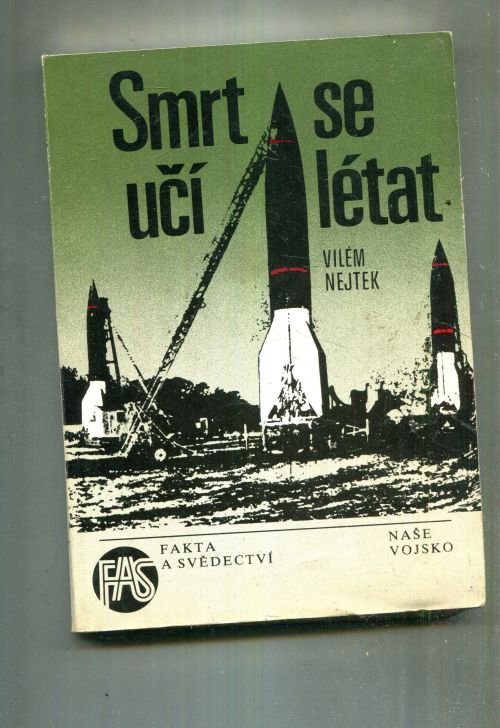 Smrt se
učí létat
VILÉM
NEJTEK
FAS
FAKTA
A SVĚDECTVÍ
NAŠE
VOJSKO